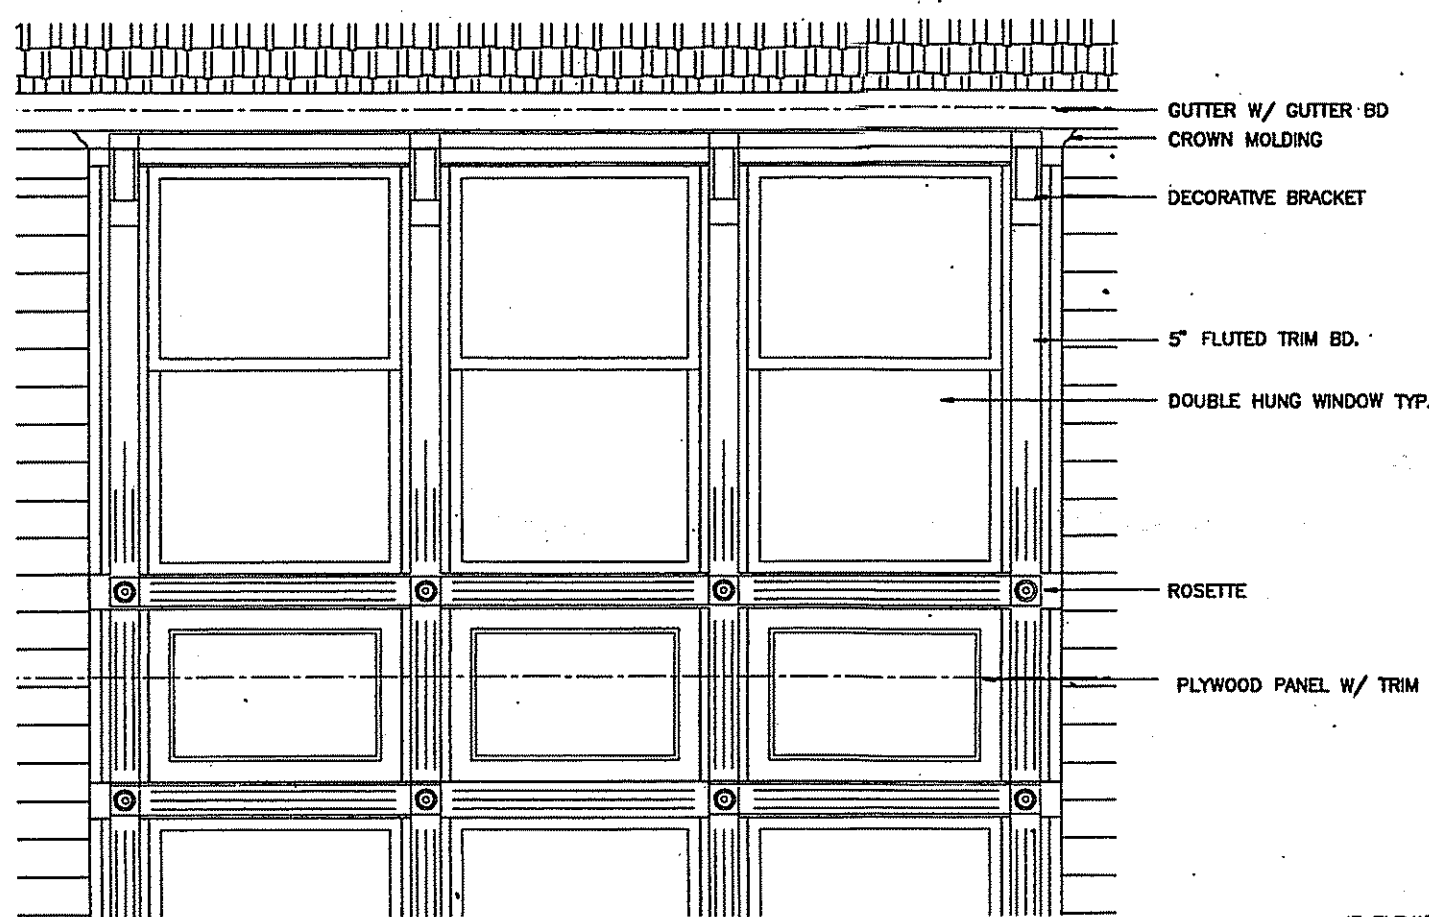 GUTTER W/ GUTTER BD
CROWN MOLDING
DECORATIVE BRACKET
5" FLUTED TRIM BD.
DOUBLE HUNG WINDOW TYP.
ROSETTE
PLYWOOD PANEL W/ TRIM